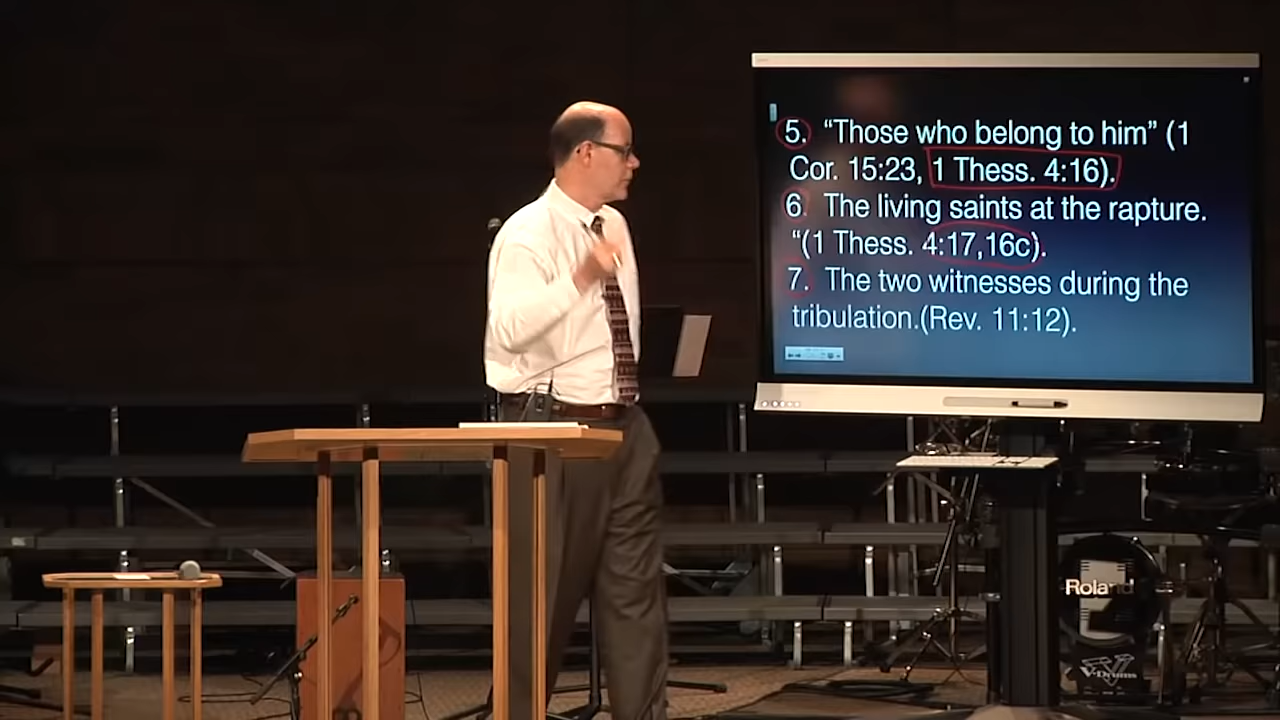 5. “Those who belong to him” (1
Cor. 15:23, 1 Thess. 4:16).
6. The living saints at the rapture.
“(1 Thess. 4:17,16c).
7. The two witnesses during the
tribulation.(Rev. 11:12).
Roland
V-Drums